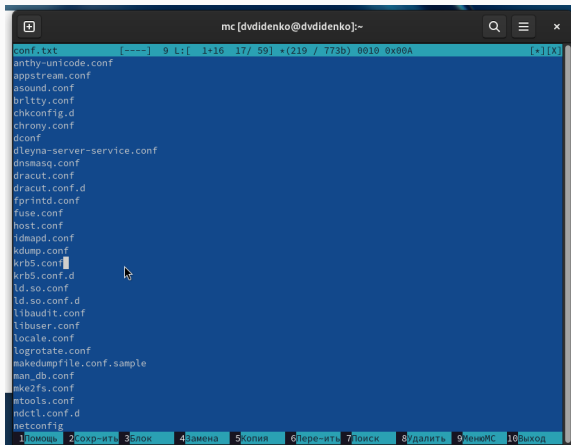 mc [dvdidenko@dvdidenko]:~
conf.txt [----] 9 L:[ 1+16 17/ 59] *(219 / 773b) 0010 0x00A [*][X]
anthy-unicode.conf
appstream.conf
asound.conf
brltty.conf
chkconfig.d
chrony.conf
dconf
dleyna-server-service.conf
dnsmasq.conf
dracut.conf
dracut.conf.d
fprintd.conf
fuse.conf
host.conf
idmapd.conf
kdump.conf
krb5.conf
krb5.conf.d
ld.so.conf
ld.so.conf.d
libaudit.conf
libuser.conf
locale.conf
logrotate.conf
makedumpfile.conf.sample
man_db.conf
mke2fs.conf
mtools.conf
ndctl.conf.d
netconfig
1Помощь 2Сохр~ить 3Блок 4Замена 5Копия 6Пере~ить 7Поиск 8Удалить 9МенюMC 10Выход